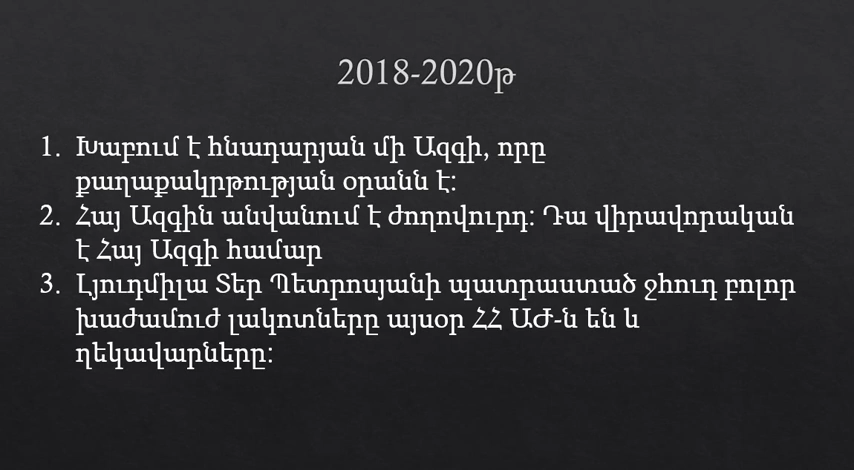 2018-2020թ
1. Խաբում է հնադարյան մի Ազգի, որը
քաղաքակրթության օրանն է:
2. Հայ Ազգին անվանում է ժողովուրդ: Դա վիրավորական
է Հայ Ազգի համար
3. Լյուդմիլա Տեր Պետրոսյանի պատրաստած ջհուդ բոլոր
խաժամուժ լակոտները այսօր ՀՀ ԱԺ-ն են և
ղեկավարները: